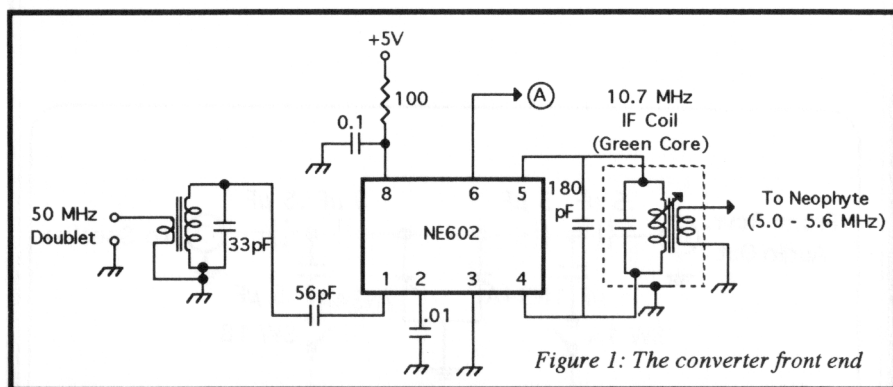 +5V
100
0.1
A
10.7 MHz
IF Coil
(Green Core)
8
6
5
180
pF
50 MHz
Doublet
33pF
NE602
To Neophyte
(5.0 - 5.6 MHz)
56pF
1
2
3
4
.01
Figure 1: The converter front end